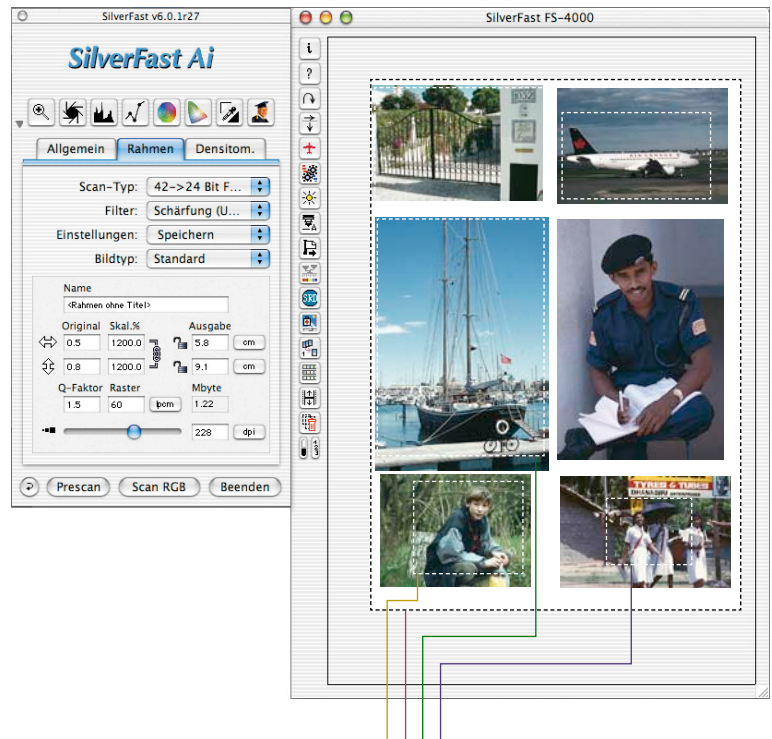 SilverFast v6.0.1r27
SilverFast Ai
Allgemein Rahmen Densitom.
Scan-Typ: 42->24 Bit F...
Filter: Schärfung (U...
Einstellungen: Speichern
Bildtyp: Standard
Name
<Rahmen ohne Titel>
Original Skal.% Ausgabe
0.5 1200.0 5.8 cm
0.8 1200.0 9.1 cm
Q-Faktor Raster Mbyte
1.5 60 lpcm 1.22
228 dpi
Prescan Scan RGB Beenden
SilverFast FS-4000
i
?
A
SRD
AIR CANADA
TYRES & TUBES